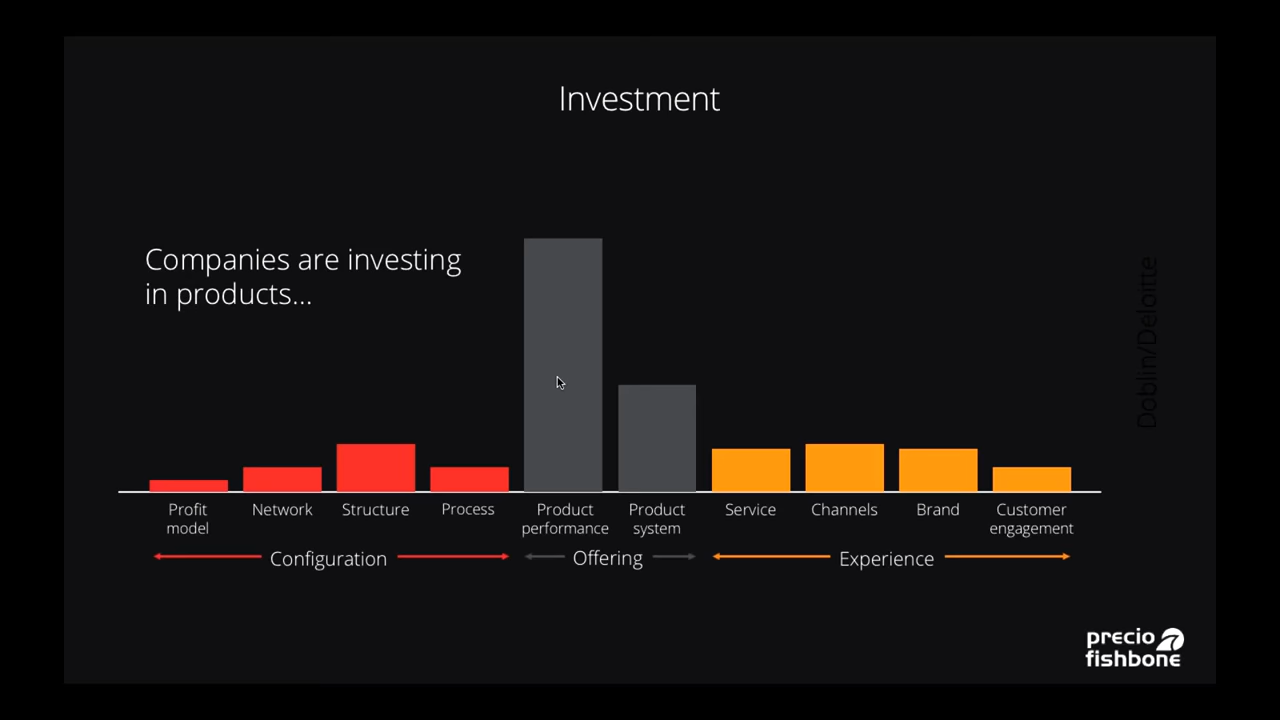 Investment
Companies are investing
in products...
Doblin/Deloitte
Profit
model
Network
Structure
Process
Product
performance
Product
system
Service
Channels
Brand
Customer
engagement
Configuration
Offering
Experience
precio
fishbone